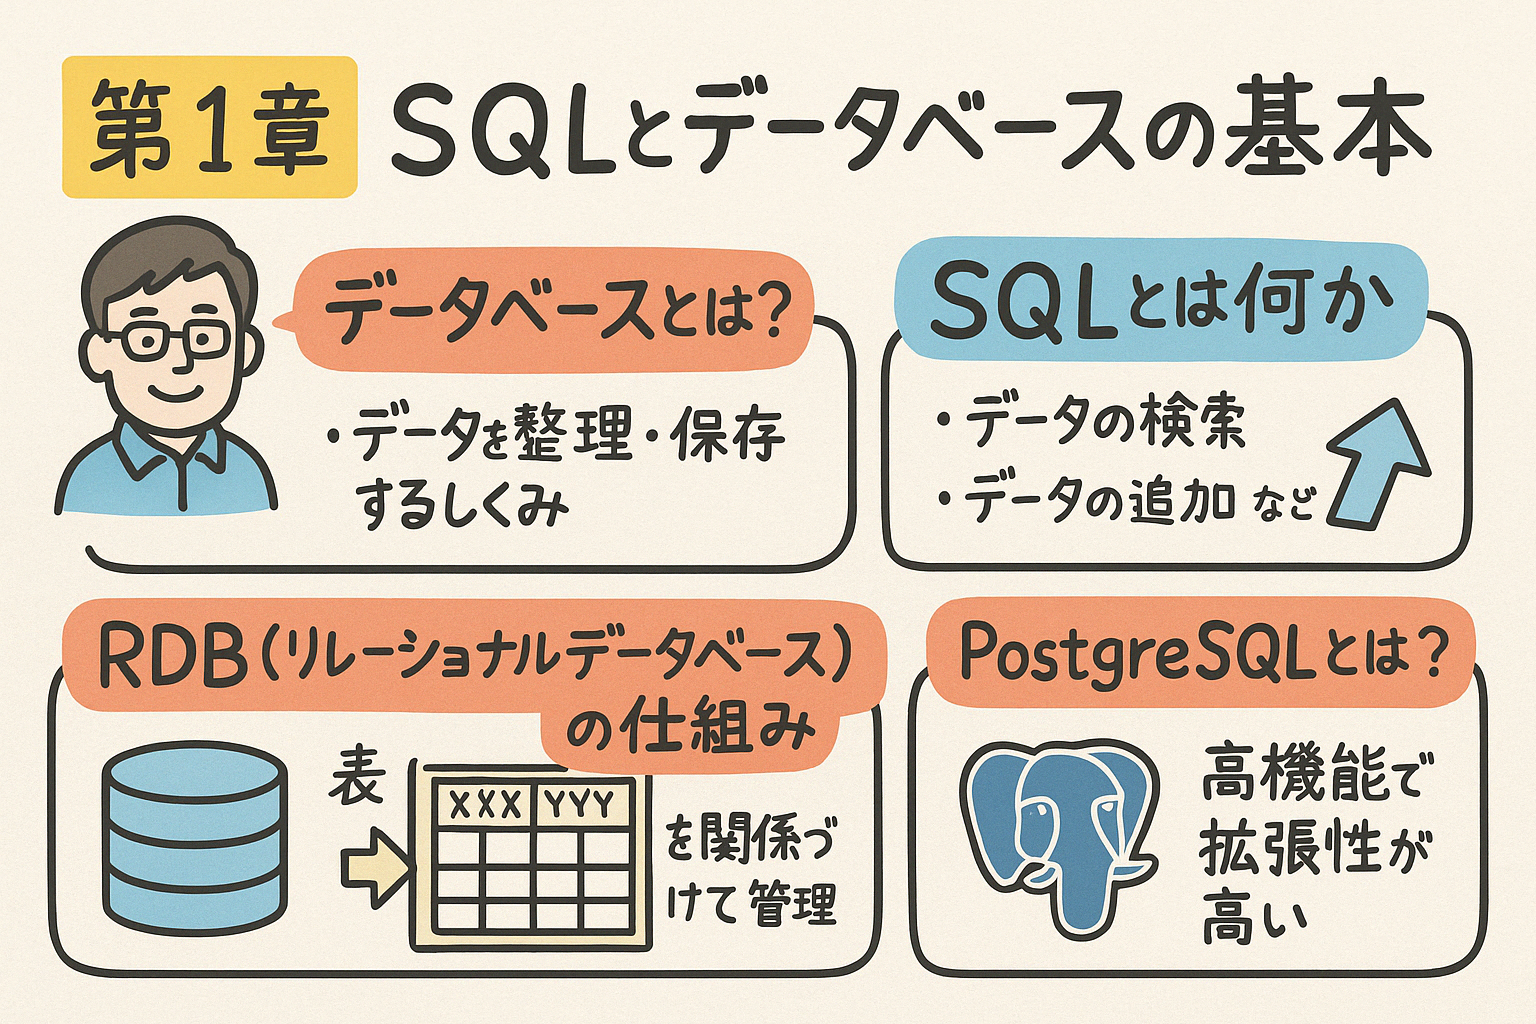 第1章 SQLとデータベースの基本
データベースとは?
・データを整理・保存
するしくみ
SQLとは何か
・データの検索
・データの追加 など
RDB(リレーショナルデータベース)
の仕組み
表
XXX YYY
を関係づ
けて管理
PostgreSQLとは?
高機能で
拡張性が
高い